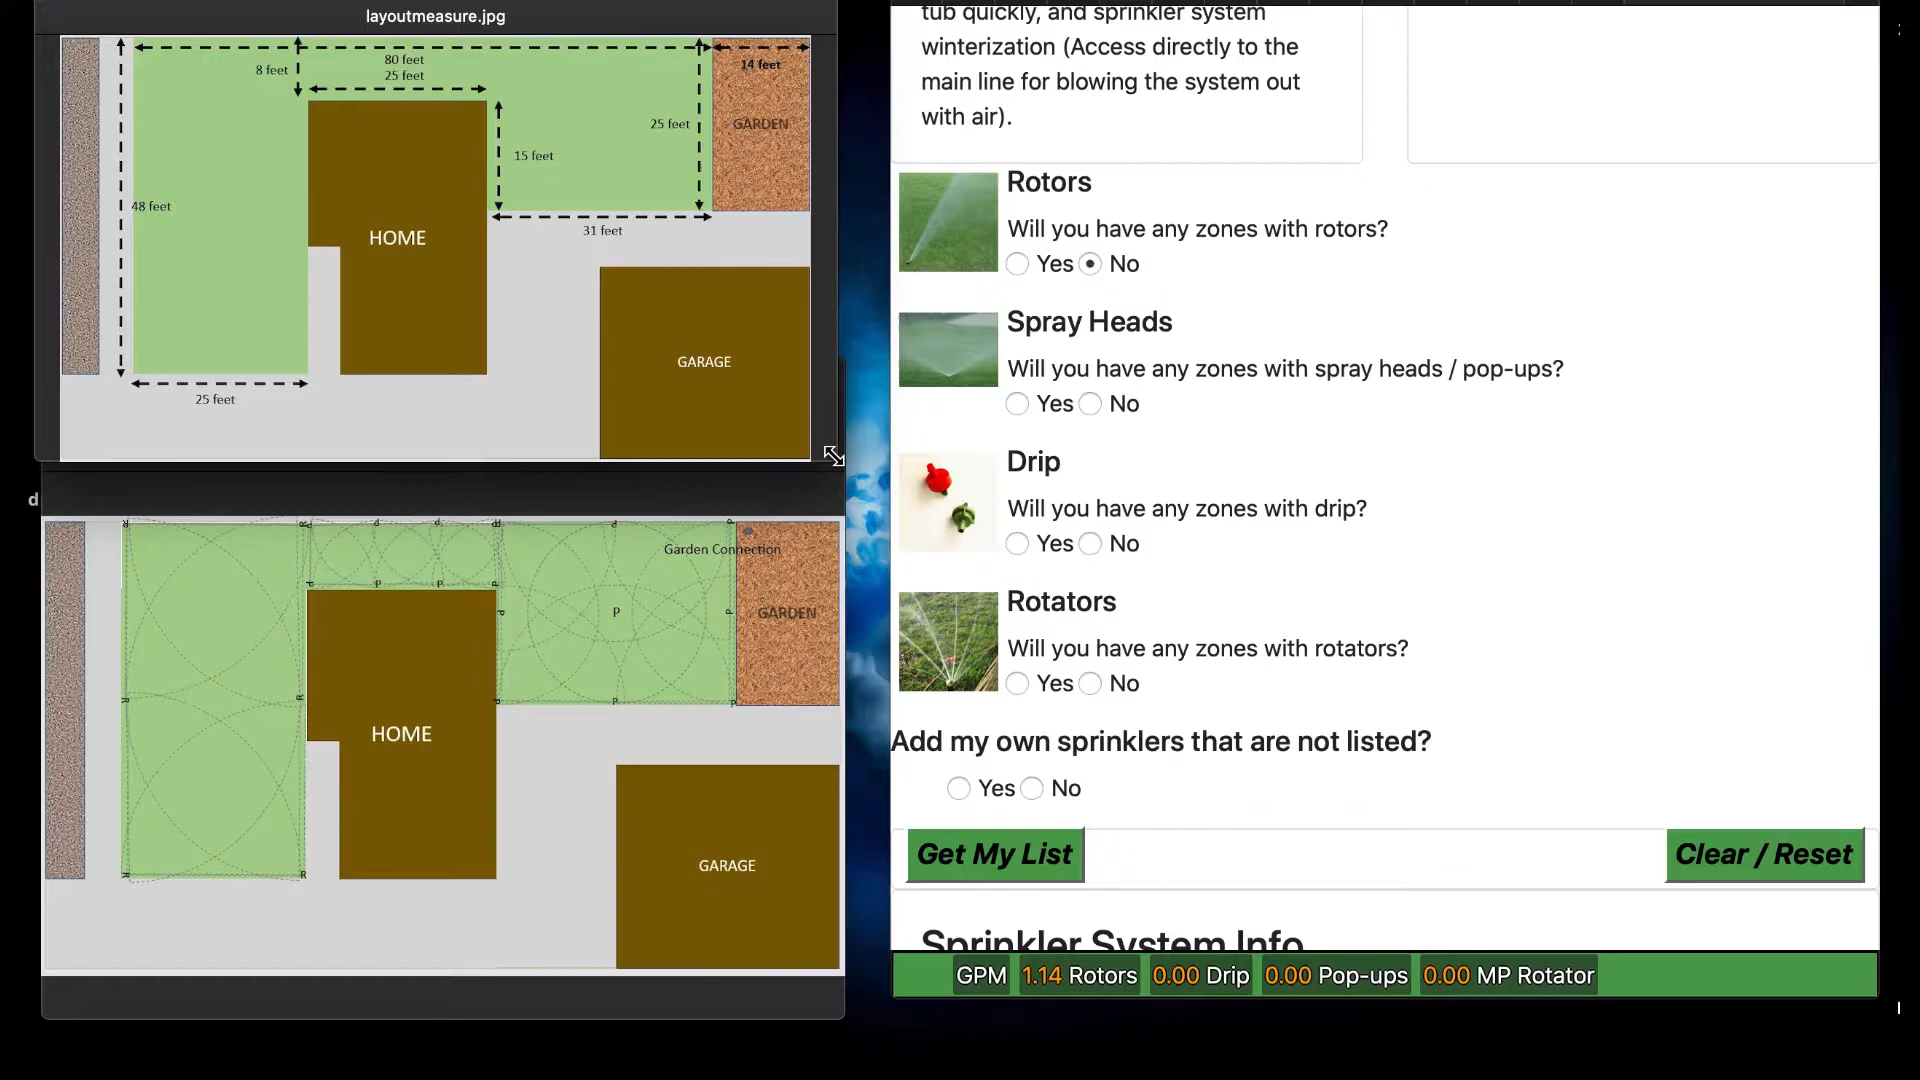 layoutmeasure.jpg
80 feet
8 feet
25 feet
14 feet
25 feet
GARDEN
15 feet
48 feet
31 feet
HOME
GARAGE
25 feet
d
R
R
P
P
P
P
P
P
Garden Connection
P
P
P
P
P
P
P
GARDEN
R
R
P
P
P
HOME
GARAGE
R
R
tub quickly, and sprinkler system
winterization (Access directly to the
main line for blowing the system out
with air).
Rotors
Will you have any zones with rotors?
Yes No
Spray Heads
Will you have any zones with spray heads / pop-ups?
Yes No
Drip
Will you have any zones with drip?
Yes No
Rotators
Will you have any zones with rotators?
Yes No
Add my own sprinklers that are not listed?
Yes No
Get My List
Clear / Reset
Sprinkler System Info
GPM 1.14 Rotors 0.00 Drip 0.00 Pop-ups 0.00 MP Rotator